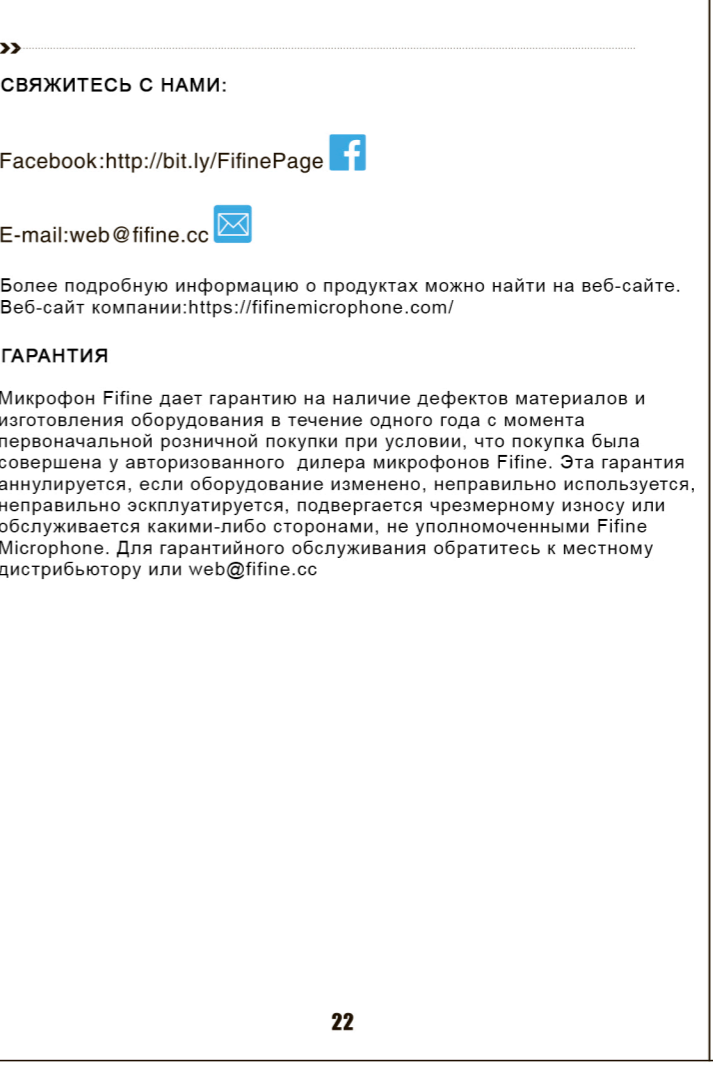 СВЯЖИТЕСЬ С НАМИ:
Facebook:http://bit.ly/FifinePage
E-mail:web@fifine.cc
Более подробную информацию о продуктах можно найти на веб-сайте.
Веб-сайт компании:https://fifinemicrophone.com/
ГАРАНТИЯ
Микрофон Fifine дает гарантию на наличие дефектов материалов и
изготовления оборудования в течение одного года с момента
первоначальной розничной покупки при условии, что покупка была
совершена у авторизованного дилера микрофонов Fifine. Эта гарантия
аннулируется, если оборудование изменено, неправильно используется,
неправильно эскплуатируется, подвергается чрезмерному износу или
обслуживается какими-либо сторонами, не уполномоченными Fifine
Microphone. Для гарантийного обслуживания обратитесь к местному
дистрибьютору или web@fifine.cc
22